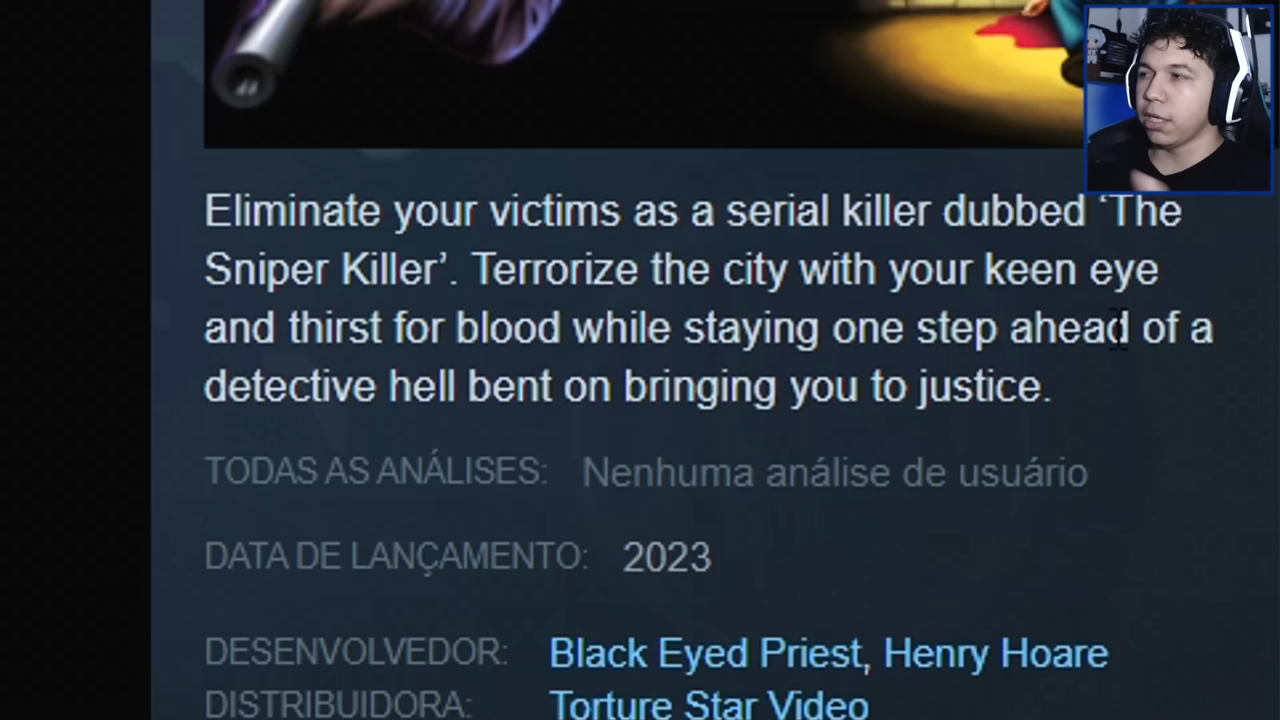 Eliminate your victims as a serial killer dubbed ‘The
Sniper Killer’. Terrorize the city with your keen eye
and thirst for blood while staying one step ahead of a
detective hell bent on bringing you to justice.
TODAS AS ANÁLISES: Nenhuma análise de usuário
DATA DE LANÇAMENTO: 2023
DESENVOLVEDOR: Black Eyed Priest, Henry Hoare
DISTRIBUIDORA: Torture Star Video